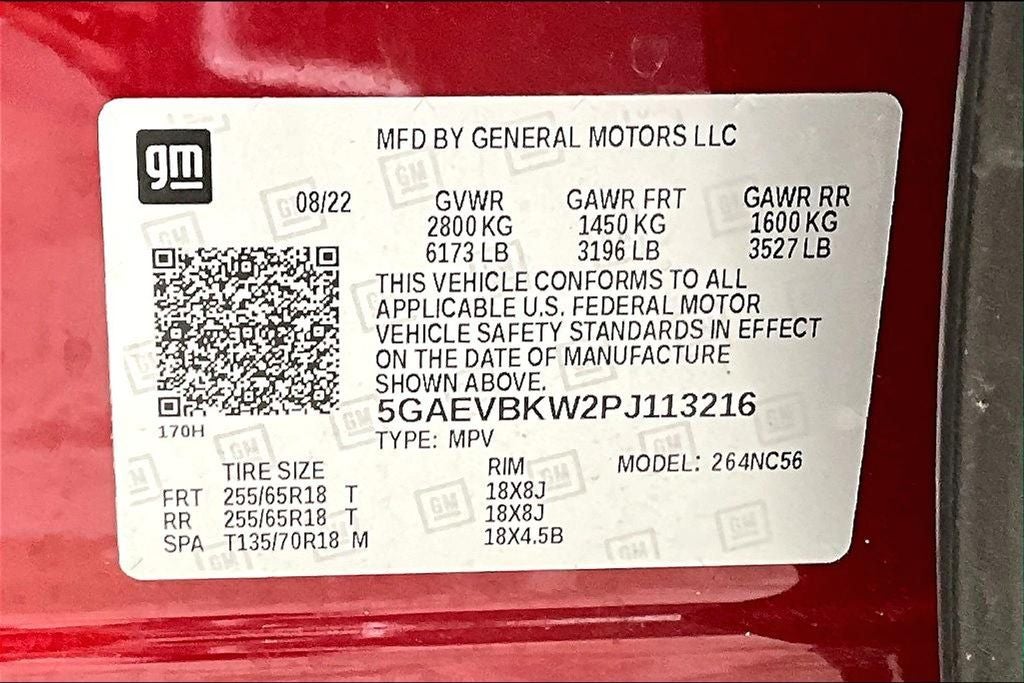 gm
MFD BY GENERAL MOTORS LLC
08/22
GVWR GAWR FRT GAWR RR
2800 KG 1450 KG 1600 KG
6173 LB 3196 LB 3527 LB
THIS VEHICLE CONFORMS TO ALL
APPLICABLE U.S. FEDERAL MOTOR
VEHICLE SAFETY STANDARDS IN EFFECT
ON THE DATE OF MANUFACTURE
SHOWN ABOVE.
5GAEVBKW2PJ113216
170H
TYPE: MPV
TIRE SIZE RIM MODEL: 264NC56
FRT 255/65R18 T 18X8J
RR 255/65R18 T 18X8J
SPA T135/70R18 M 18X4.5B